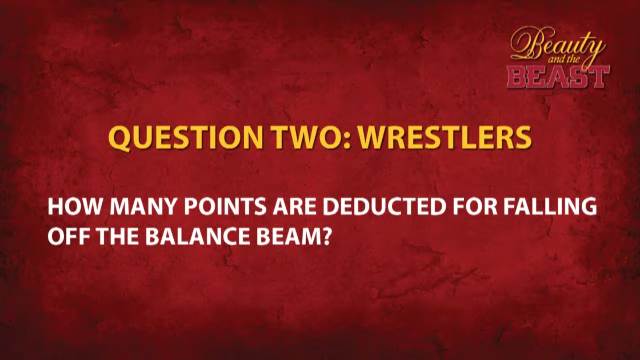 Beauty
and the
BEAST
QUESTION TWO: WRESTLERS
HOW MANY POINTS ARE DEDUCTED FOR FALLING
OFF THE BALANCE BEAM?